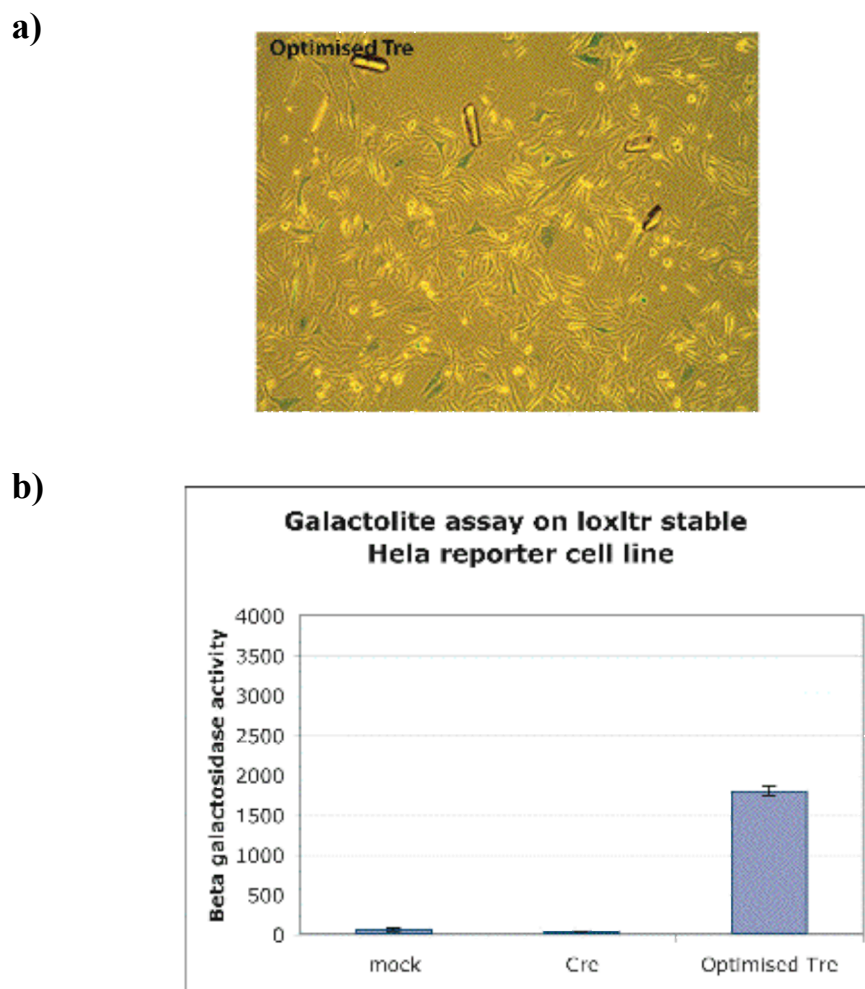 a)
Optimised Tre
b)
Galactolite assay on loxltr stable
Hela reporter cell line
Beta galactosidase activity
4000
3500
3000
2500
2000
1500
1000
500
0
mock Cre Optimised Tre